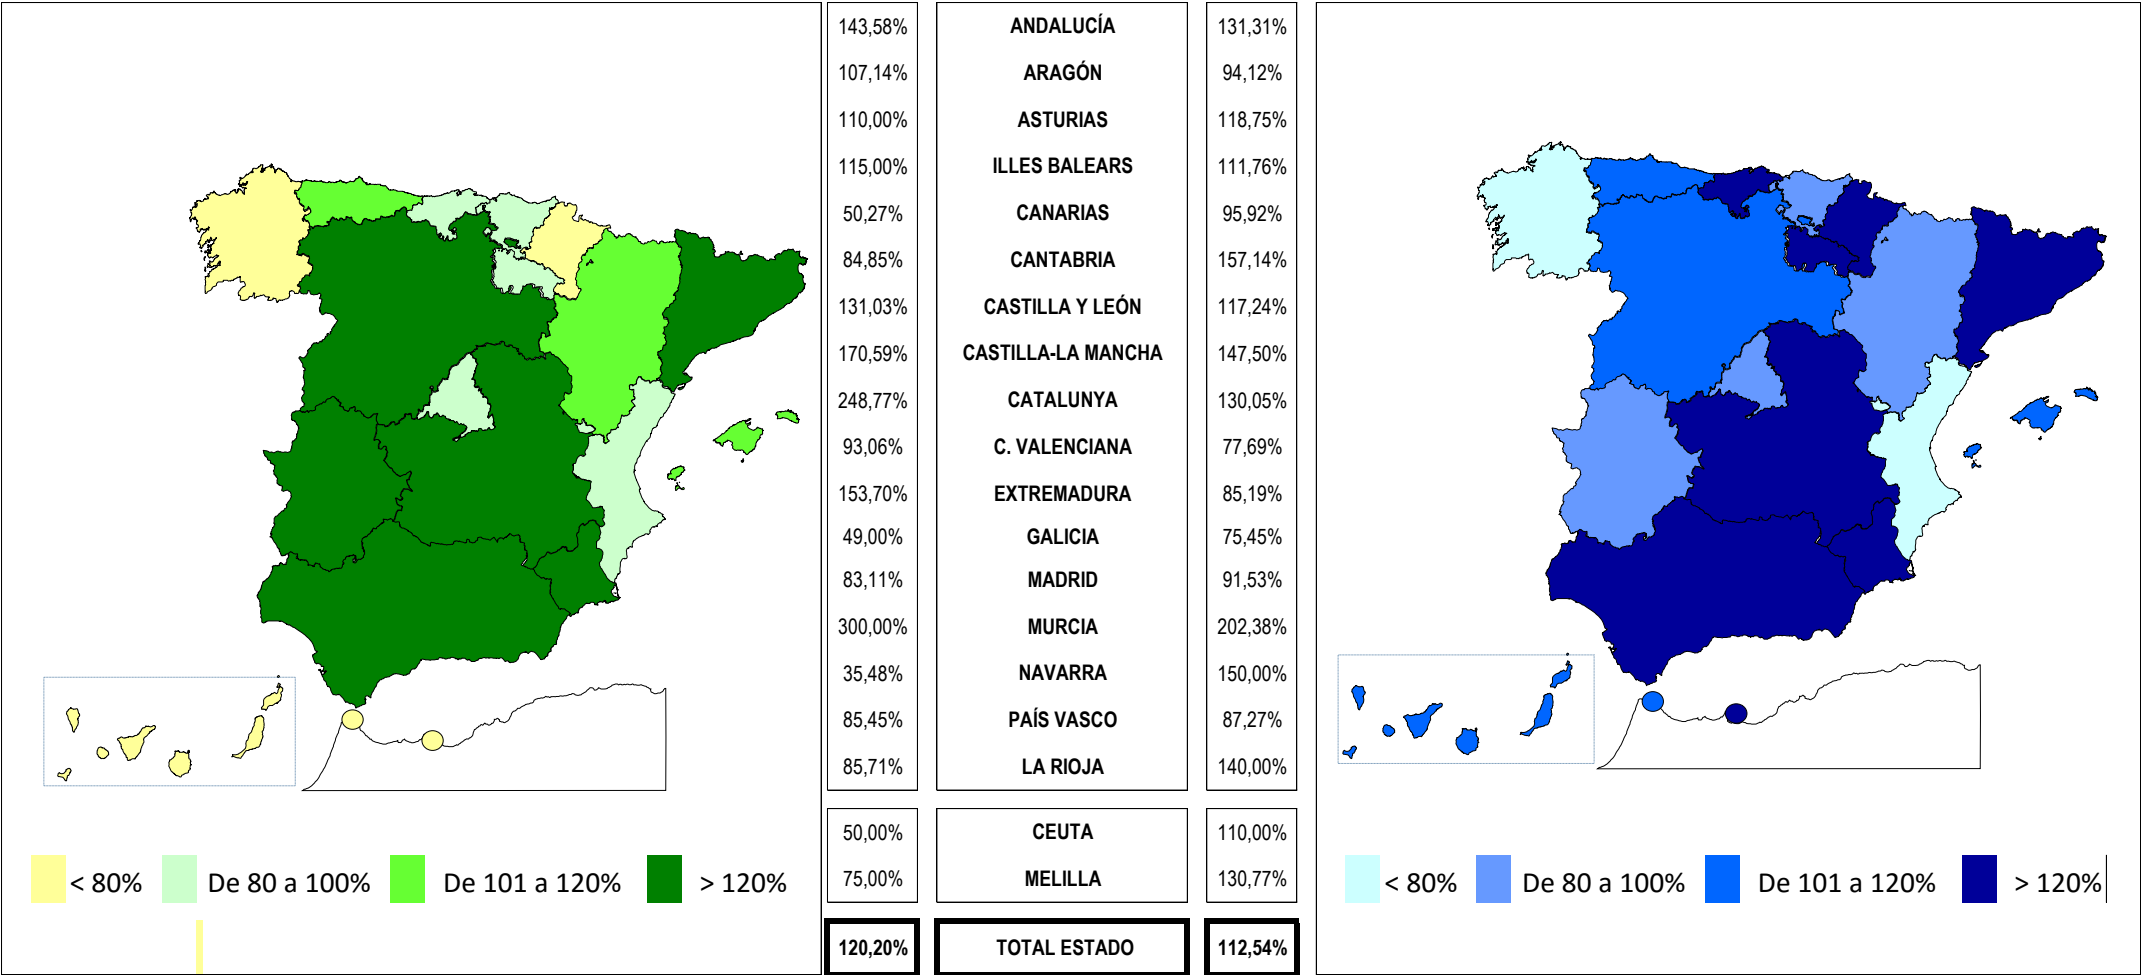 143,58% ANDALUCÍA 131,31%
107,14% ARAGÓN 94,12%
110,00% ASTURIAS 118,75%
115,00% ILLES BALEARS 111,76%
50,27% CANARIAS 95,92%
84,85% CANTABRIA 157,14%
131,03% CASTILLA Y LEÓN 117,24%
170,59% CASTILLA-LA MANCHA 147,50%
248,77% CATALUNYA 130,05%
93,06% C. VALENCIANA 77,69%
153,70% EXTREMADURA 85,19%
49,00% GALICIA 75,45%
83,11% MADRID 91,53%
300,00% MURCIA 202,38%
35,48% NAVARRA 150,00%
85,45% PAÍS VASCO 87,27%
85,71% LA RIOJA 140,00%
50,00% CEUTA 110,00%
75,00% MELILLA 130,77%
120,20% TOTAL ESTADO 112,54%
< 80% De 80 a 100% De 101 a 120% > 120%
< 80% De 80 a 100% De 101 a 120% > 120%